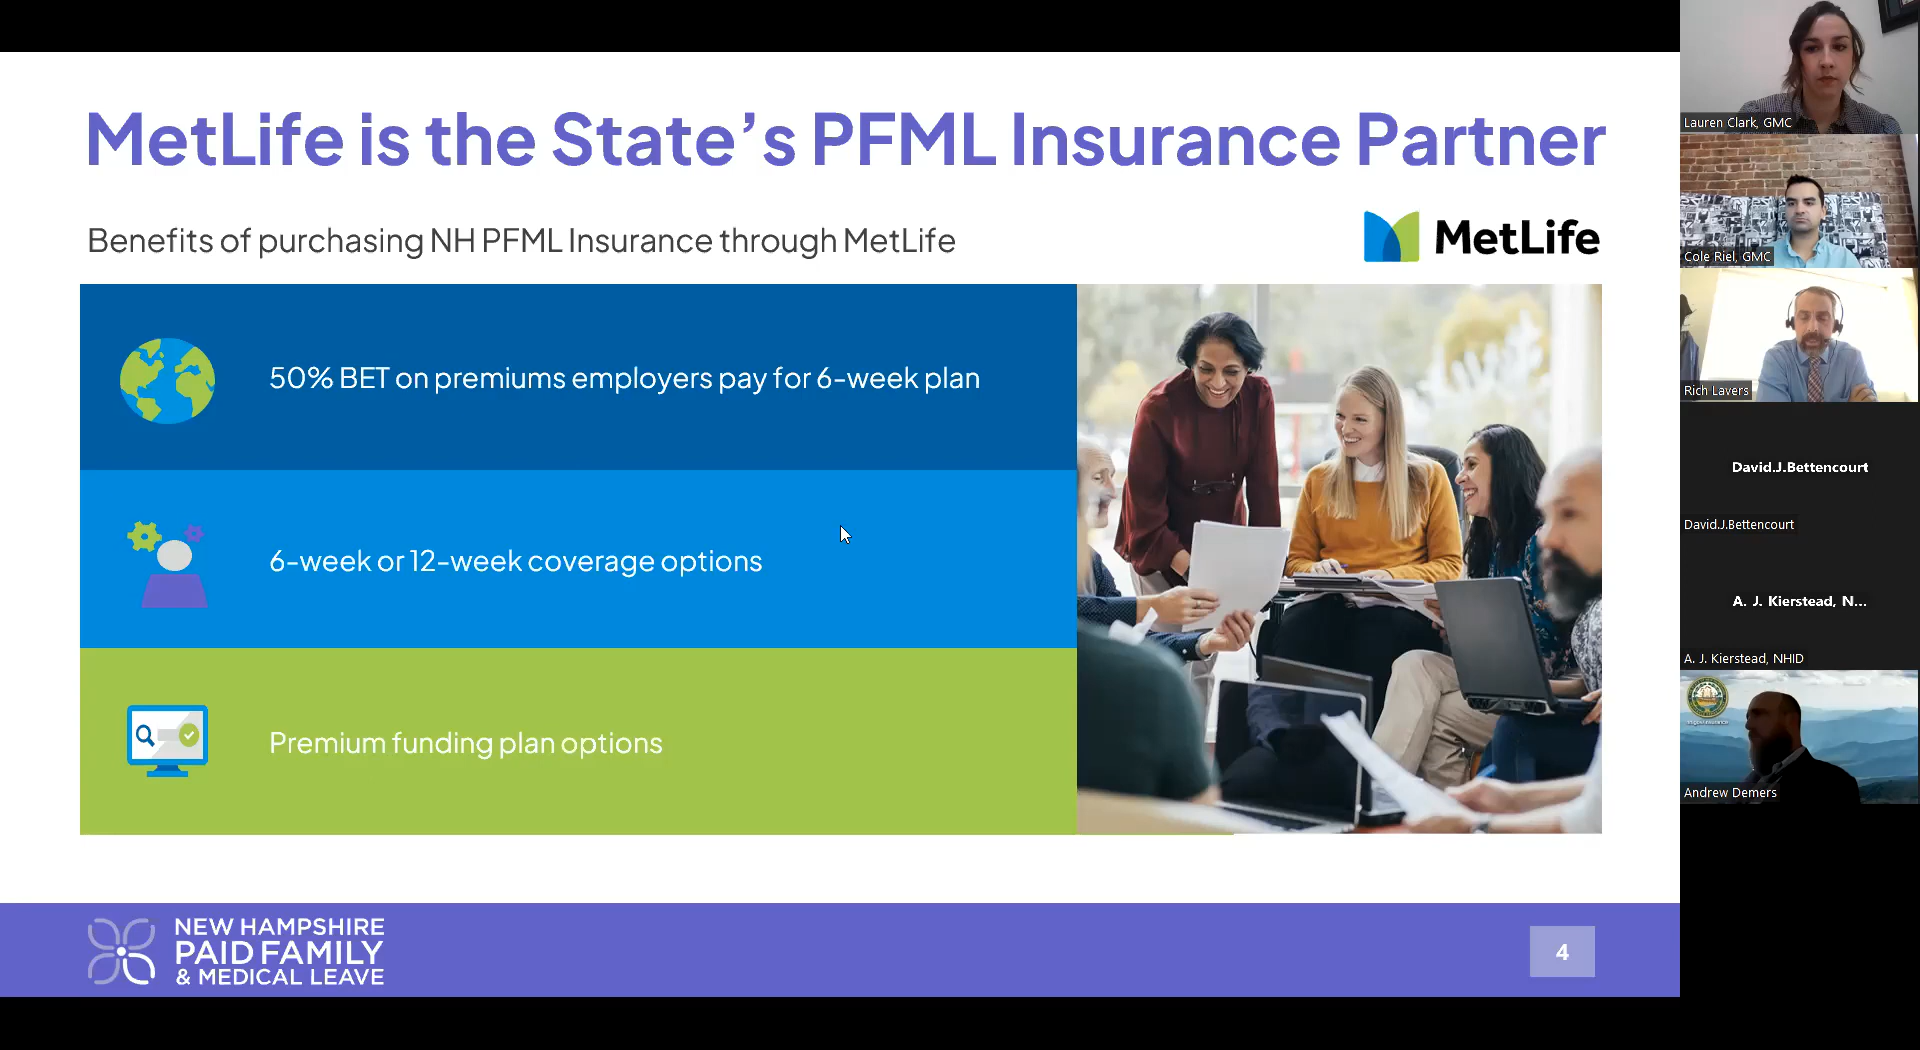 MetLife is the State’s PFML Insurance Partner
Benefits of purchasing NH PFML Insurance through MetLife
MetLife
50% BET on premiums employers pay for 6-week plan
6-week or 12-week coverage options
Premium funding plan options
NEW HAMPSHIRE
PAID FAMILY
& MEDICAL LEAVE
4
Lauren Clark, GMC
Cole Riel, GMC
Rich Lavers
David.J.Bettencourt
David.J.Bettencourt
A. J. Kierstead, N...
A. J. Kierstead, NHID
Andrew Demers